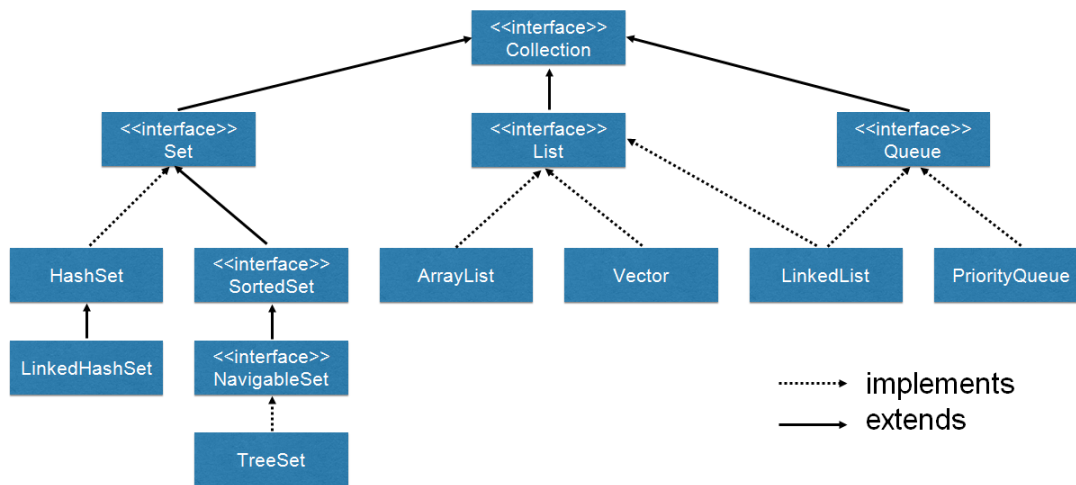 <<interface>>
Collection
<<interface>>
Set
<<interface>>
List
<<interface>>
Queue
HashSet
<<interface>>
SortedSet
ArrayList
Vector
LinkedList
PriorityQueue
LinkedHashSet
<<interface>>
NavigableSet
TreeSet
implements
extends